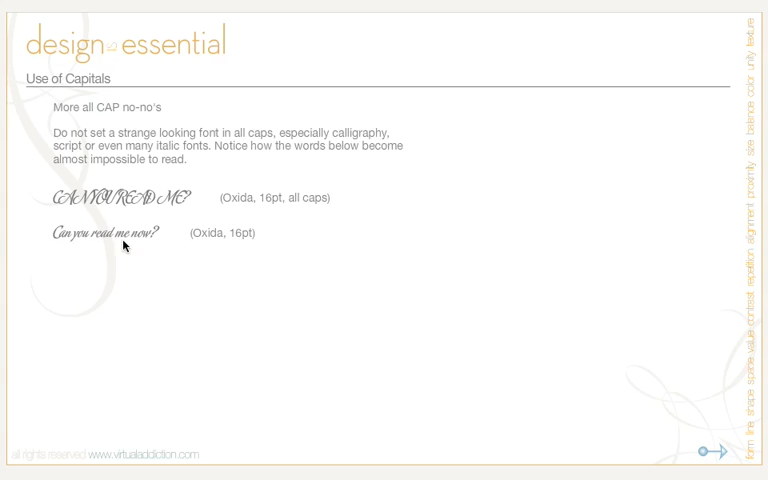 design essential
Use of Capitals
More all CAP no-no's
Do not set a strange looking font in all caps, especially calligraphy,
script or even many italic fonts. Notice how the words below become
almost impossible to read.
CAN YOU READ ME? (Oxida, 16pt, all caps)
Can you read me now? (Oxida, 16pt)
all rights reserved www.virtualaddiction.com
form line shape space value contrast repetition alignment proximity size balance color unity texture